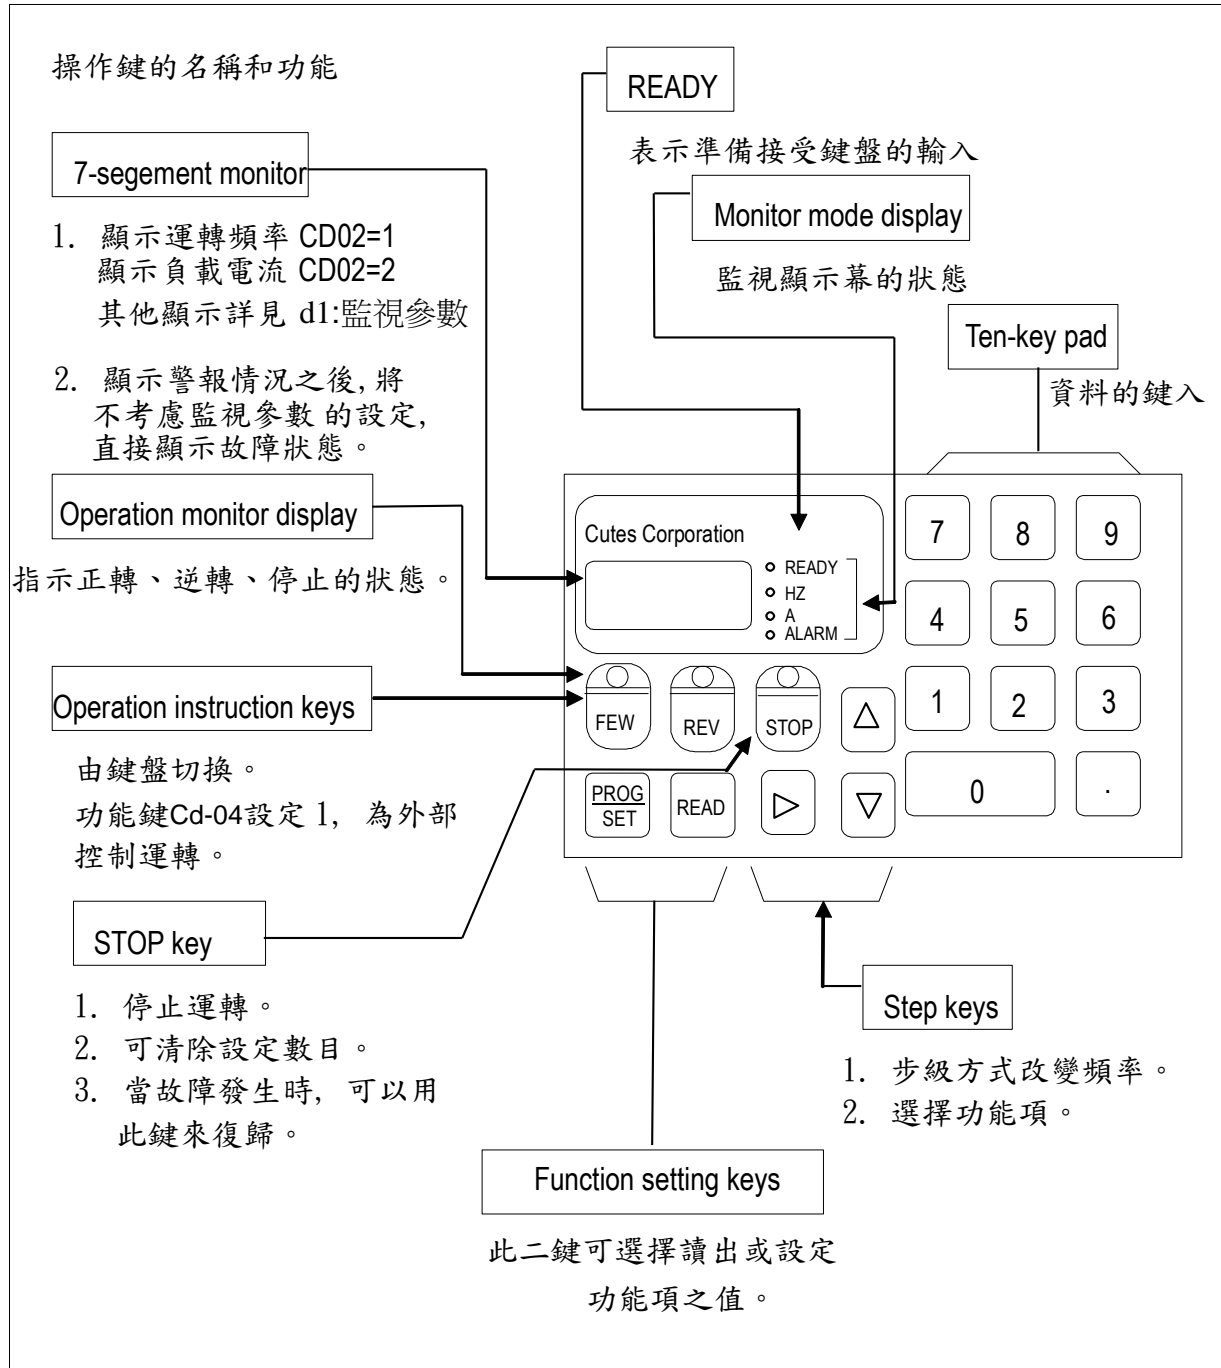 操作鍵的名稱和功能
READY
表示準備接受鍵盤的輸入
7-segement monitor
Monitor mode display
監視顯示幕的狀態
1. 顯示運轉頻率 CD02=1
顯示負載電流 CD02=2
其他顯示詳見 d1:監視參數
Ten-key pad
資料的鍵入
2. 顯示警報情況之後,將
不考慮監視參數 的設定,
直接顯示故障狀態。
Operation monitor display
指示正轉、逆轉、停止的狀態。
Cutes Corporation
READY
HZ
A
ALARM
7 8 9
4 5 6
1 2 3
0 .
FEW REV STOP △
PROG
SET
READ ▷ ▽
Operation instruction keys
由鍵盤切換。
功能鍵Cd-04設定 1, 為外部
控制運轉。
STOP key
1. 停止運轉。
2. 可清除設定數目。
3. 當故障發生時, 可以用
此鍵來復歸。
Step keys
1. 步級方式改變頻率。
2. 選擇功能項。
Function setting keys
此二鍵可選擇讀出或設定
功能項之值。